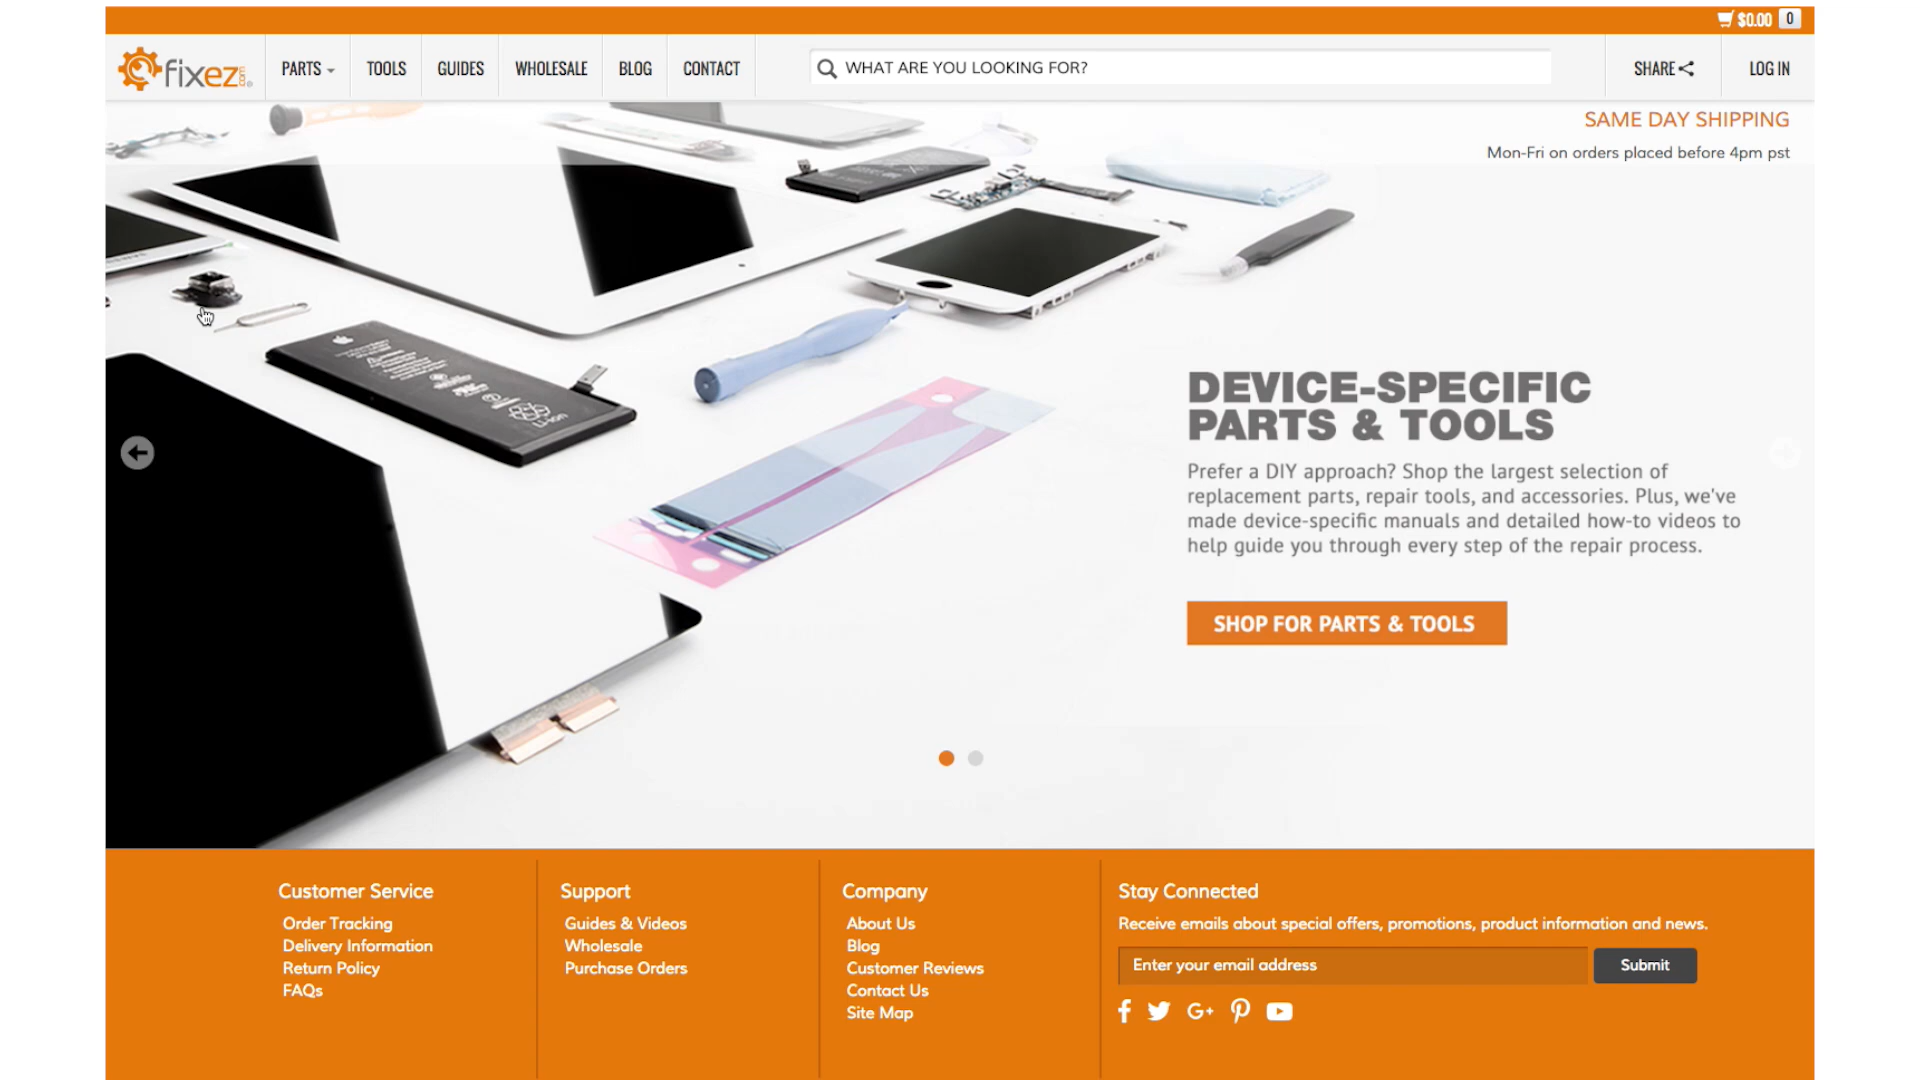 $0.00 0
fixez.com
PARTS
TOOLS
GUIDES
WHOLESALE
BLOG
CONTACT
WHAT ARE YOU LOOKING FOR?
SHARE
LOG IN
SAME DAY SHIPPING
Mon-Fri on orders placed before 4pm pst
Li-ion
DEVICE-SPECIFIC
PARTS & TOOLS
Prefer a DIY approach? Shop the largest selection of
replacement parts, repair tools, and accessories. Plus, we've
made device-specific manuals and detailed how-to videos to
help guide you through every step of the repair process.
SHOP FOR PARTS & TOOLS
Customer Service
Order Tracking
Delivery Information
Return Policy
FAQs
Support
Guides & Videos
Wholesale
Purchase Orders
Company
About Us
Blog
Customer Reviews
Contact Us
Site Map
Stay Connected
Receive emails about special offers, promotions, product information and news.
Enter your email address
Submit